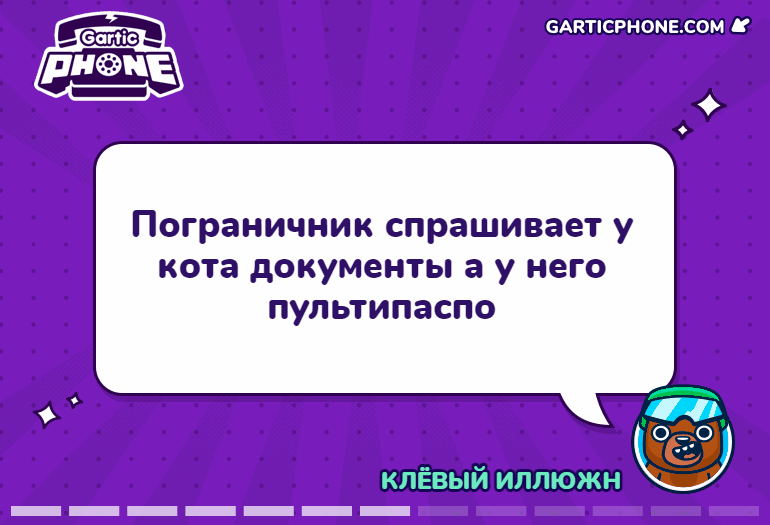 GARTICPHONE.COM
Gartic
PHONE
Пограничник спрашивает у
кота документы а у него
пультипаспо
КЛЁВЫЙ ИЛЛЮЖН